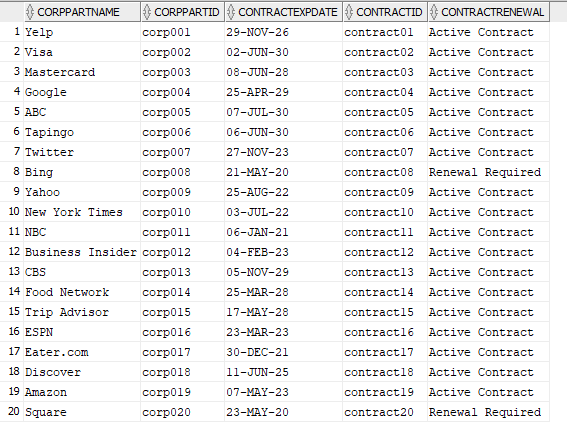 CORPPARTNAME CORPPARTID CONTRACTEXPDATE CONTRACTID CONTRACTRENEWAL
1 Yelp corp001 29-NOV-26 contract01 Active Contract
2 Visa corp002 02-JUN-30 contract02 Active Contract
3 Mastercard corp003 08-JUN-28 contract03 Active Contract
4 Google corp004 25-APR-29 contract04 Active Contract
5 ABC corp005 07-JUL-30 contract05 Active Contract
6 Tapingo corp006 06-JUN-30 contract06 Active Contract
7 Twitter corp007 27-NOV-23 contract07 Active Contract
8 Bing corp008 21-MAY-20 contract08 Renewal Required
9 Yahoo corp009 25-AUG-22 contract09 Active Contract
10 New York Times corp010 03-JUL-22 contract10 Active Contract
11 NBC corp011 06-JAN-21 contract11 Active Contract
12 Business Insider corp012 04-FEB-23 contract12 Active Contract
13 CBS corp013 05-NOV-29 contract13 Active Contract
14 Food Network corp014 25-MAR-28 contract14 Active Contract
15 Trip Advisor corp015 17-MAY-28 contract15 Active Contract
16 ESPN corp016 23-MAR-23 contract16 Active Contract
17 Eater.com corp017 30-DEC-21 contract17 Active Contract
18 Discover corp018 11-JUN-25 contract18 Active Contract
19 Amazon corp019 07-MAY-23 contract19 Active Contract
20 Square corp020 23-MAY-20 contract20 Renewal Required